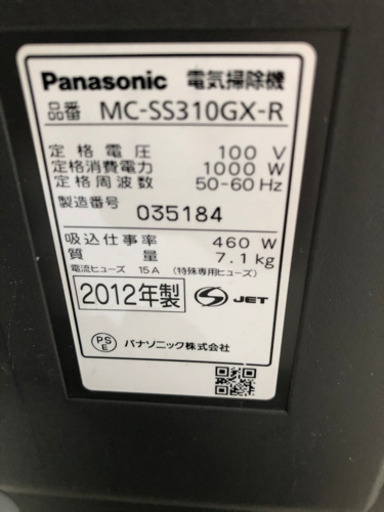 Panasonic 電気掃除機
品番 MC-SS310GX-R
定格電圧 100 V
定格消費電力 1000 W
定格周波数 50-60 Hz
製造番号 035184
吸込仕事率 460 W
質量 7.1 kg
電流ヒューズ 15A (特殊専用ヒューズ)
2012年製 S JET
PS E パナソニック株式会社